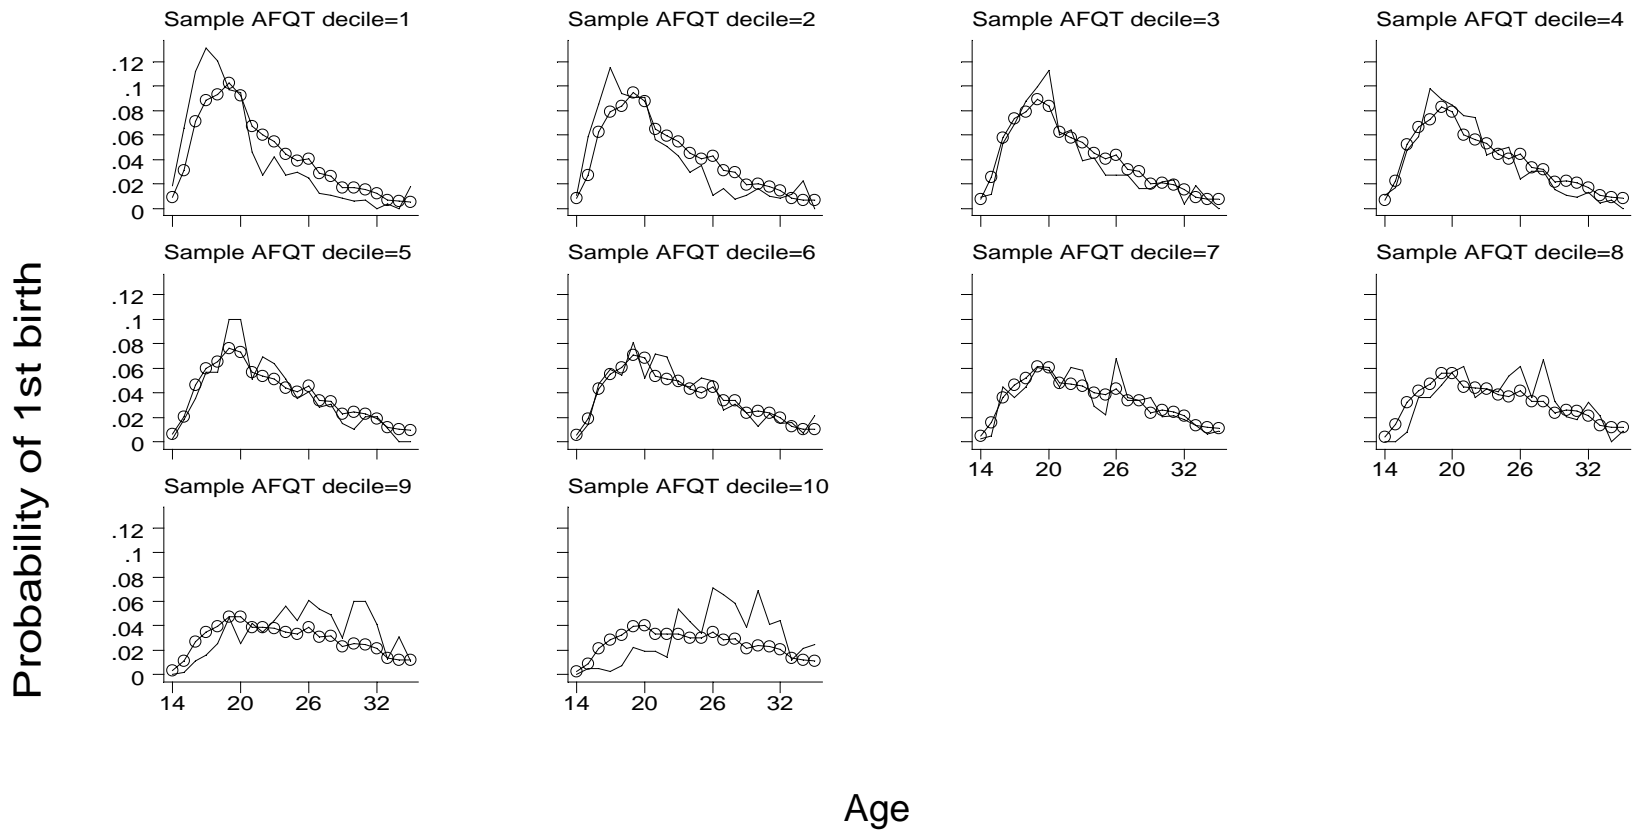 Probability of 1st birth
Sample AFQT decile=1
Sample AFQT decile=2
Sample AFQT decile=3
Sample AFQT decile=4
.12
.1
.08
.06
.04
.02
0
Sample AFQT decile=5
Sample AFQT decile=6
Sample AFQT decile=7
Sample AFQT decile=8
.12
.1
.08
.06
.04
.02
0
14 20 26 32
14 20 26 32
Sample AFQT decile=9
Sample AFQT decile=10
.12
.1
.08
.06
.04
.02
0
14 20 26 32
14 20 26 32
Age